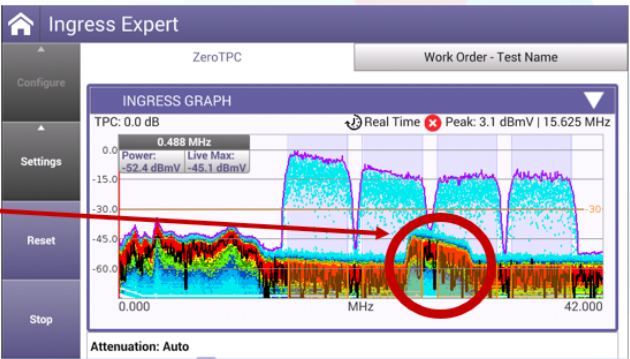 Ingress Expert
Configure
Settings
Reset
Stop
ZeroTPC
Work Order - Test Name
INGRESS GRAPH
TPC: 0.0 dB
Real Time
Peak: 3.1 dBmV | 15.625 MHz
0.488 MHz
Power:
-52.4 dBmV
Live Max:
-45.1 dBmV
0.0
-15.0
-30.0
-45.0
-60.0
-30
0.000
MHz
42.000
Attenuation: Auto